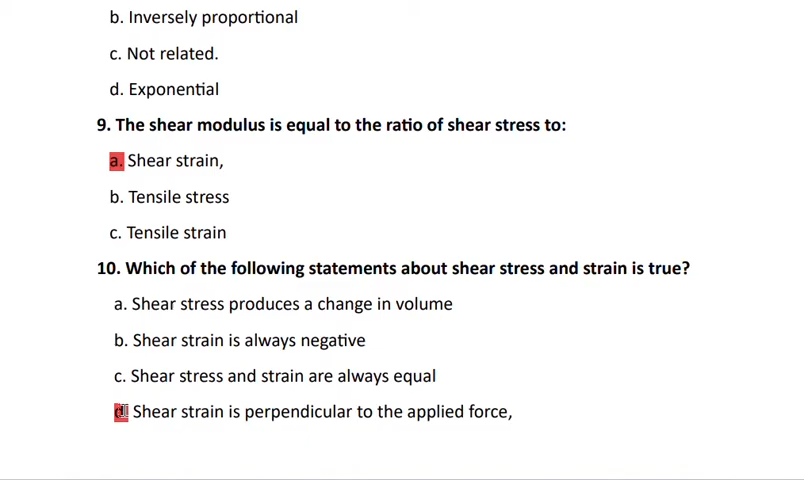 b. Inversely proportional
c. Not related.
d. Exponential
9. The shear modulus is equal to the ratio of shear stress to:
a. Shear strain,
b. Tensile stress
c. Tensile strain
10. Which of the following statements about shear stress and strain is true?
a. Shear stress produces a change in volume
b. Shear strain is always negative
c. Shear stress and strain are always equal
d. Shear strain is perpendicular to the applied force,